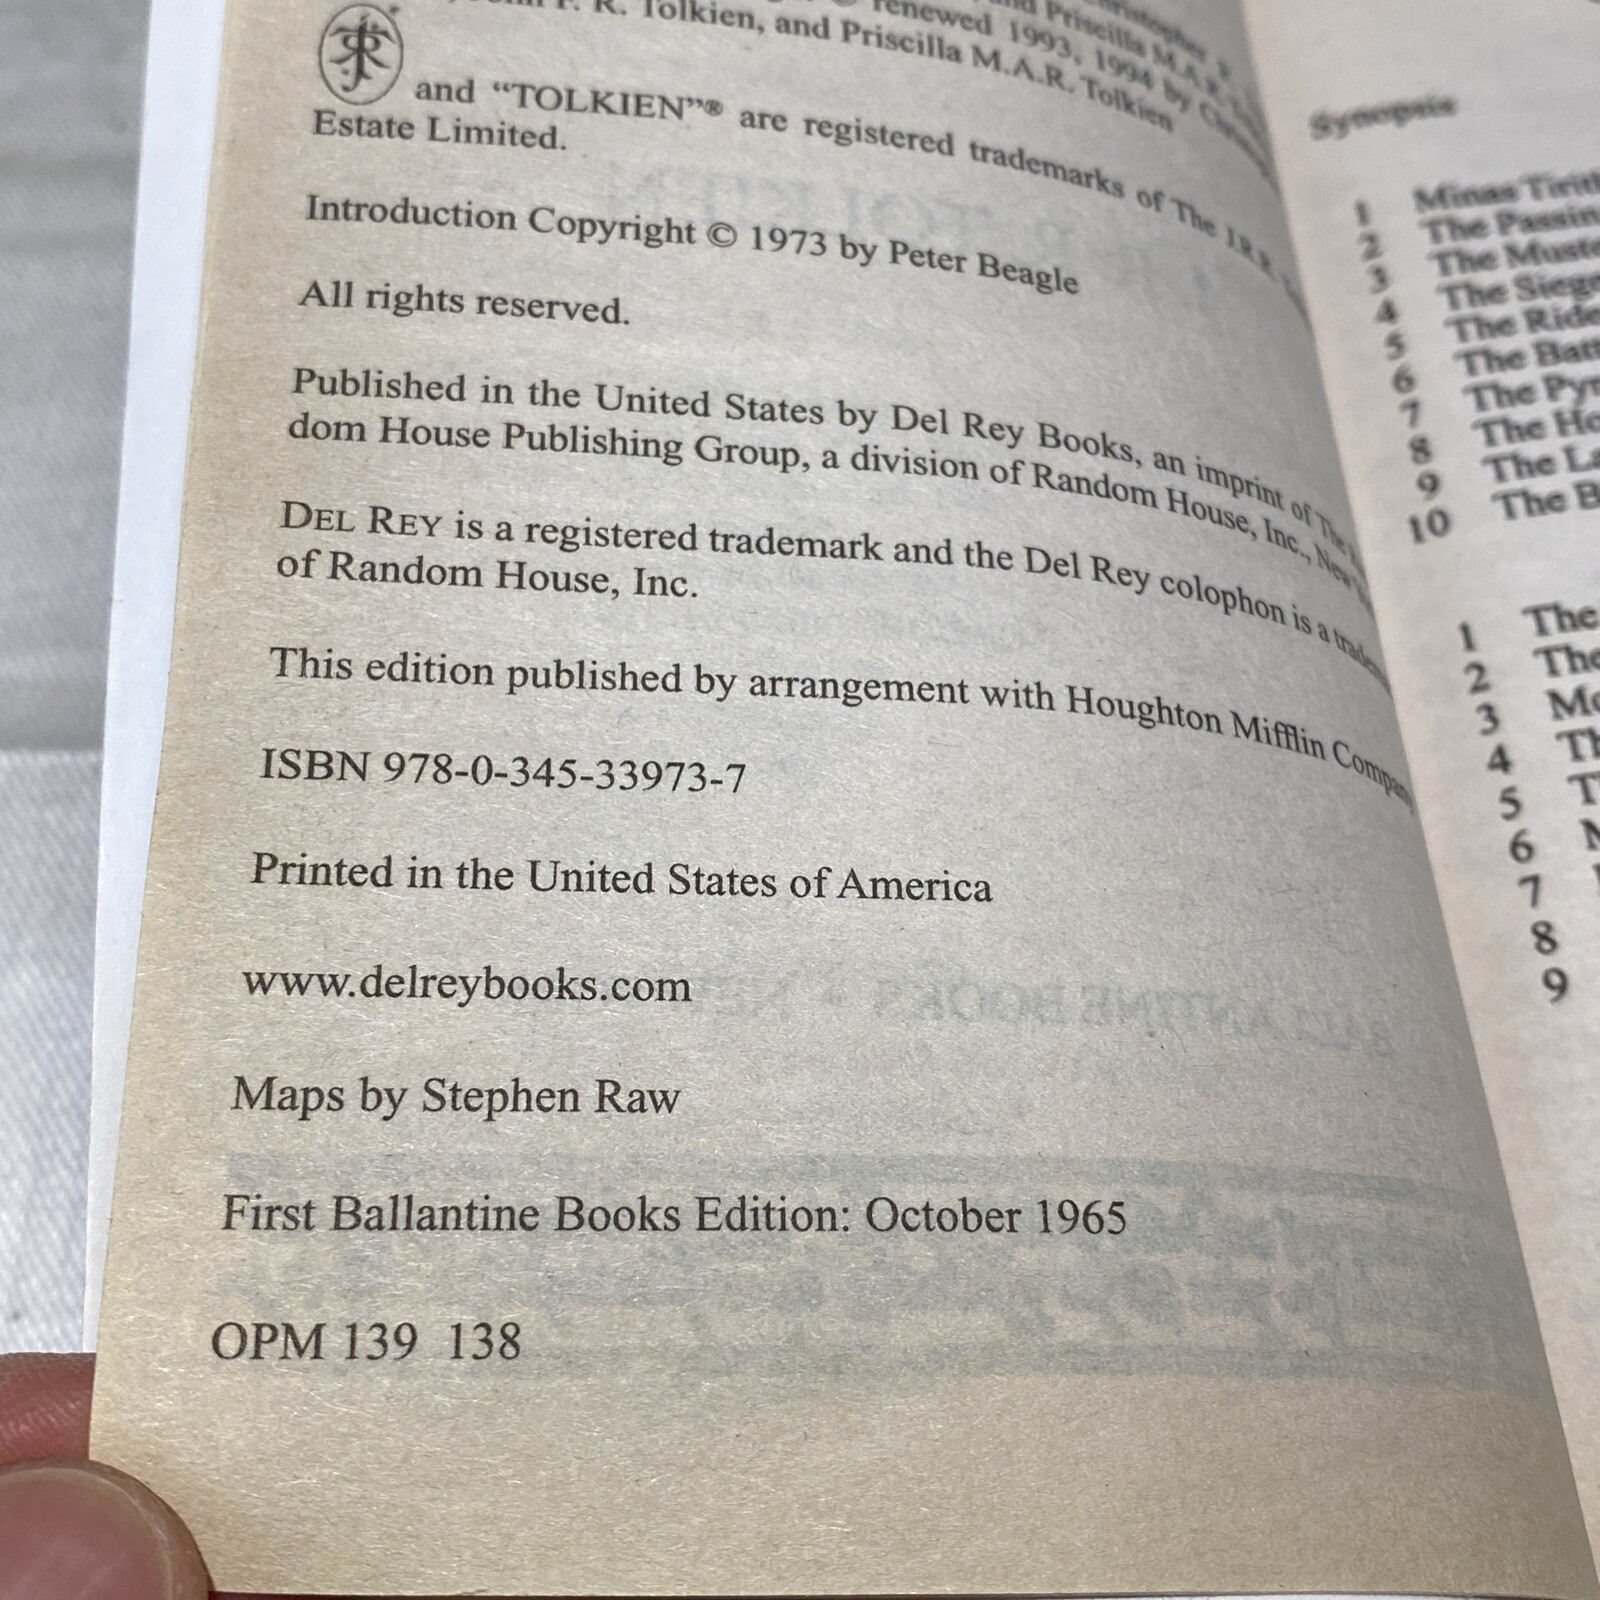 Christopher R.
and Priscilla M.A.R.
renewed 1993, 1994 by
F. R. Tolkien, and Priscilla M.A.R. Tolkien
and “TOLKIEN”® are registered trademarks of The J.R.R.
Estate Limited.
Introduction Copyright © 1973 by Peter Beagle
All rights reserved.
Published in the United States by Del Rey Books, an imprint of The
dom House Publishing Group, a division of Random House, Inc., New
DEL REY is a registered trademark and the Del Rey colophon is a
of Random House, Inc.
This edition published by arrangement with Houghton Mifflin Company
ISBN 978-0-345-33973-7
Printed in the United States of America
www.delreybooks.com
Maps by Stephen Raw
First Ballantine Books Edition: October 1965
OPM 139 138
Synopsis
1 Minas Tirith
2 The
3 The
4 The
5 The
6 The
7 The
8 The
9 The
10 The
1 The
2 The
3
4
5
6
7
8
9